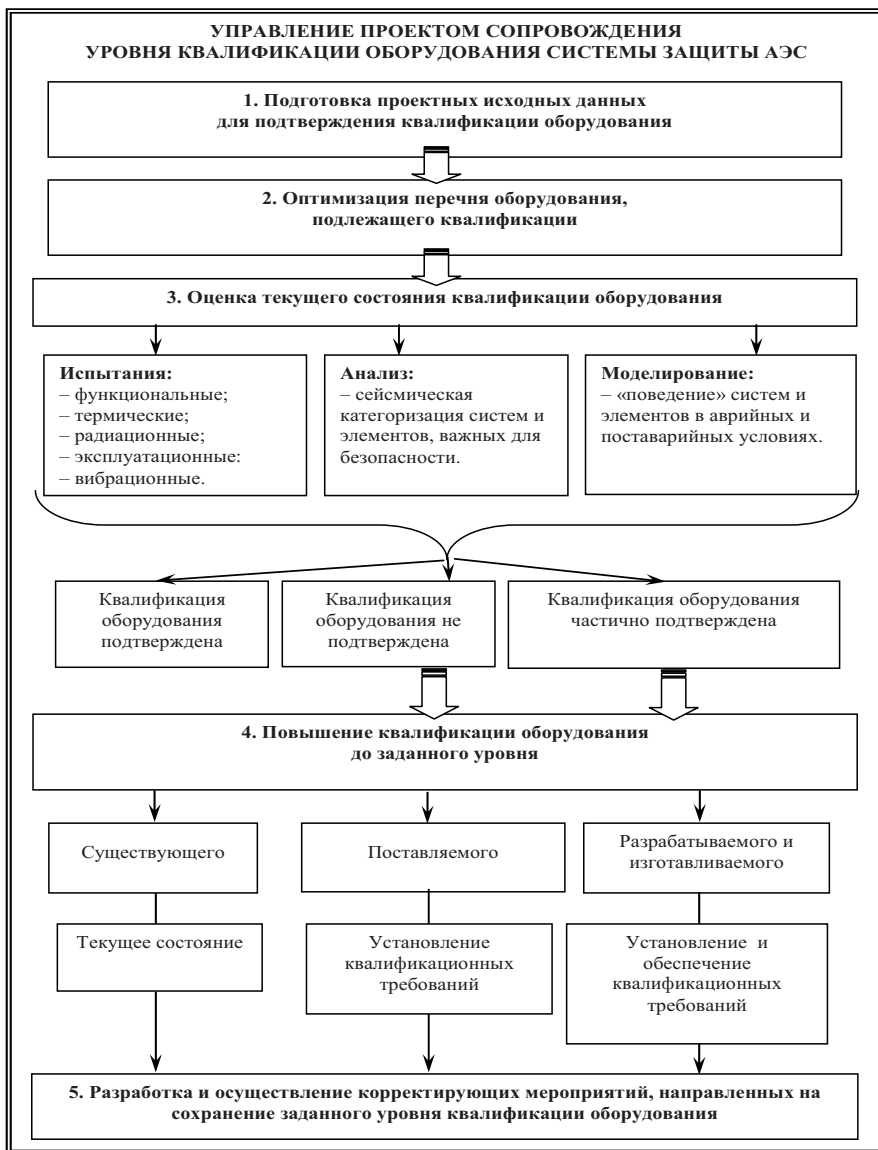 УПРАВЛЕНИЕ ПРОЕКТОМ СОПРОВОЖДЕНИЯ
УРОВНЯ КВАЛИФИКАЦИИ ОБОРУДОВАНИЯ СИСТЕМЫ ЗАЩИТЫ АЭС
1. Подготовка проектных исходных данных
для подтверждения квалификации оборудования
2. Оптимизация перечня оборудования,
подлежащего квалификации
3. Оценка текущего состояния квалификации оборудования
Испытания:
– функциональные;
– термические;
– радиационные;
– эксплуатационные:
– вибрационные.
Анализ:
– сейсмическая
категоризация систем и
элементов, важных для
безопасности.
Моделирование:
– «поведение» систем и
элементов в аврийных и
поставарийных условиях.
Квалификация
оборудования
подтверждена
Квалификация
оборудования не
подтверждена
Квалификация оборудования
частично подтверждена
4. Повышение квалификации оборудования
до заданного уровня
Существующего
Поставляемого
Разрабатываемого и
изготавливаемого
Текущее состояние
Установление
квалификационных
требований
Установление и
обеспечение
квалификационных
требований
5. Разработка и осуществление корректирующих мероприятий, направленных на
сохранение заданного уровня квалификации оборудования